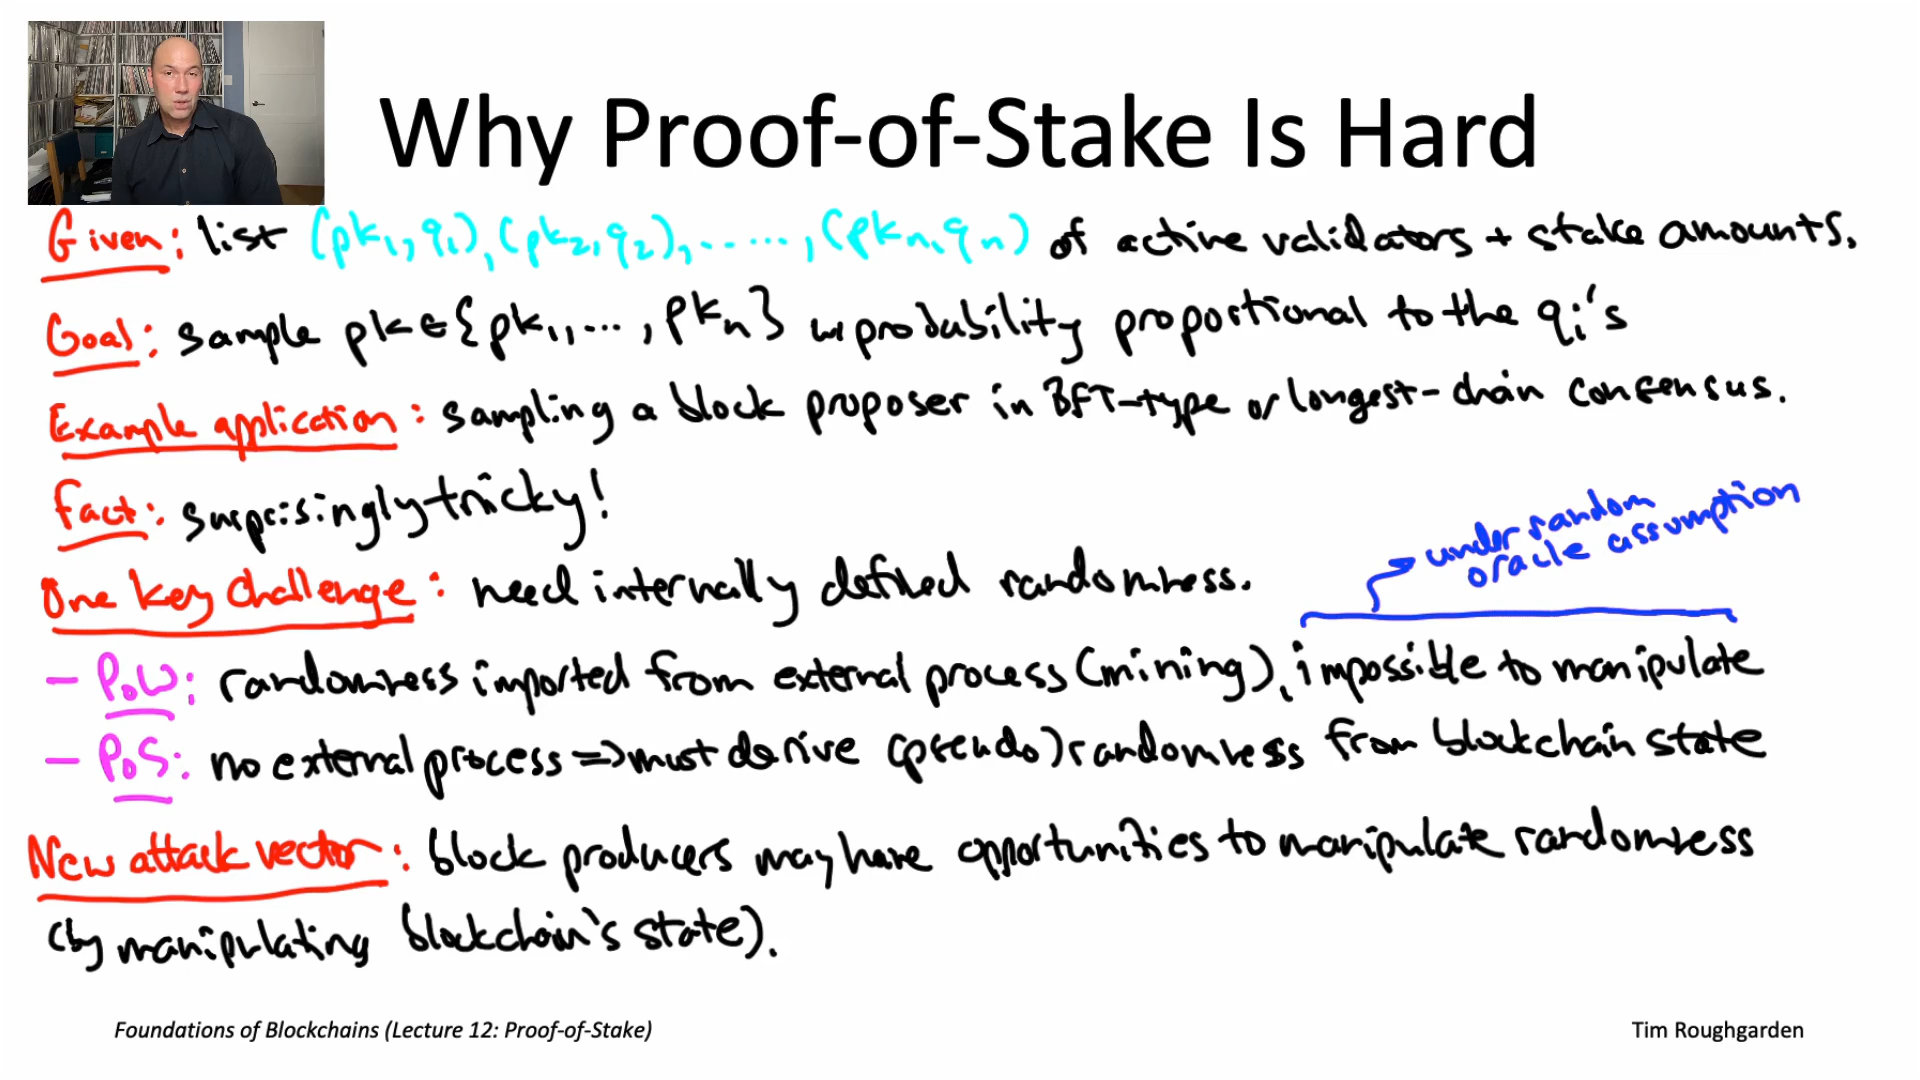 Why Proof-of-Stake Is Hard
Given: list (pk₁,q₁),(pk₂,q₂),.....,(pkₙ,qₙ) of active validators + stake amounts.
Goal: sample pk∈{pk₁,...,pkₙ} w/probability proportional to the qᵢ's
Example application: sampling a block proposer in BFT-type or longest-chain consensus.
Fact: surprisingly tricky!
under random
oracle assumption
One key challenge: need internally defined randomness.
- PoW: randomness imported from external process (mining), impossible to manipulate
- PoS: no external process => must derive (pseudo)randomness from blockchain state
New attack vector: block producers may have opportunities to manipulate randomness
(by manipulating blockchain's state).
Foundations of Blockchains (Lecture 12: Proof-of-Stake)
Tim Roughgarden